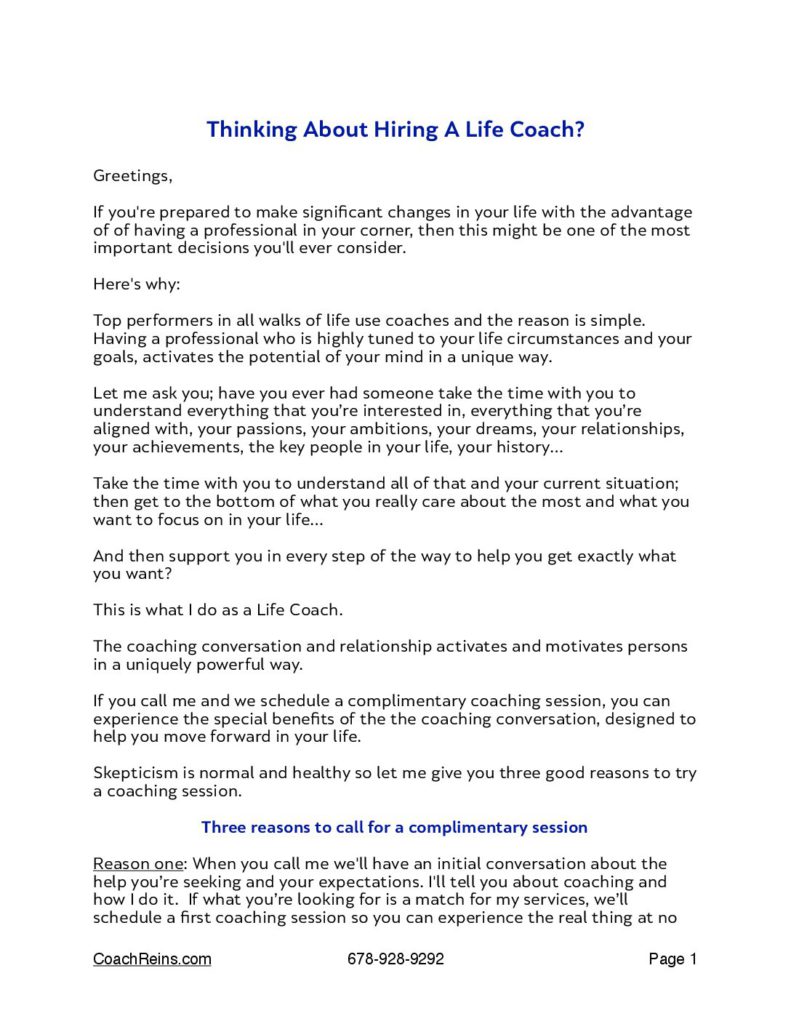 Thinking About Hiring A Life Coach?
Greetings,
If you're prepared to make significant changes in your life with the advantage
of of having a professional in your corner, then this might be one of the most
important decisions you'll ever consider.
Here's why:
Top performers in all walks of life use coaches and the reason is simple.
Having a professional who is highly tuned to your life circumstances and your
goals, activates the potential of your mind in a unique way.
Let me ask you; have you ever had someone take the time with you to
understand everything that you’re interested in, everything that you’re
aligned with, your passions, your ambitions, your dreams, your relationships,
your achievements, the key people in your life, your history...
Take the time with you to understand all of that and your current situation;
then get to the bottom of what you really care about the most and what you
want to focus on in your life...
And then support you in every step of the way to help you get exactly what
you want?
This is what I do as a Life Coach.
The coaching conversation and relationship activates and motivates persons
in a uniquely powerful way.
If you call me and we schedule a complimentary coaching session, you can
experience the special benefits of the the coaching conversation, designed to
help you move forward in your life.
Skepticism is normal and healthy so let me give you three good reasons to try
a coaching session.
Three reasons to call for a complimentary session
Reason one: When you call me we'll have an initial conversation about the
help you’re seeking and your expectations. I'll tell you about coaching and
how I do it.  If what you’re looking for is a match for my services, we’ll
schedule a first coaching session so you can experience the real thing at no
CoachReins.com 678-928-9292 Page 1